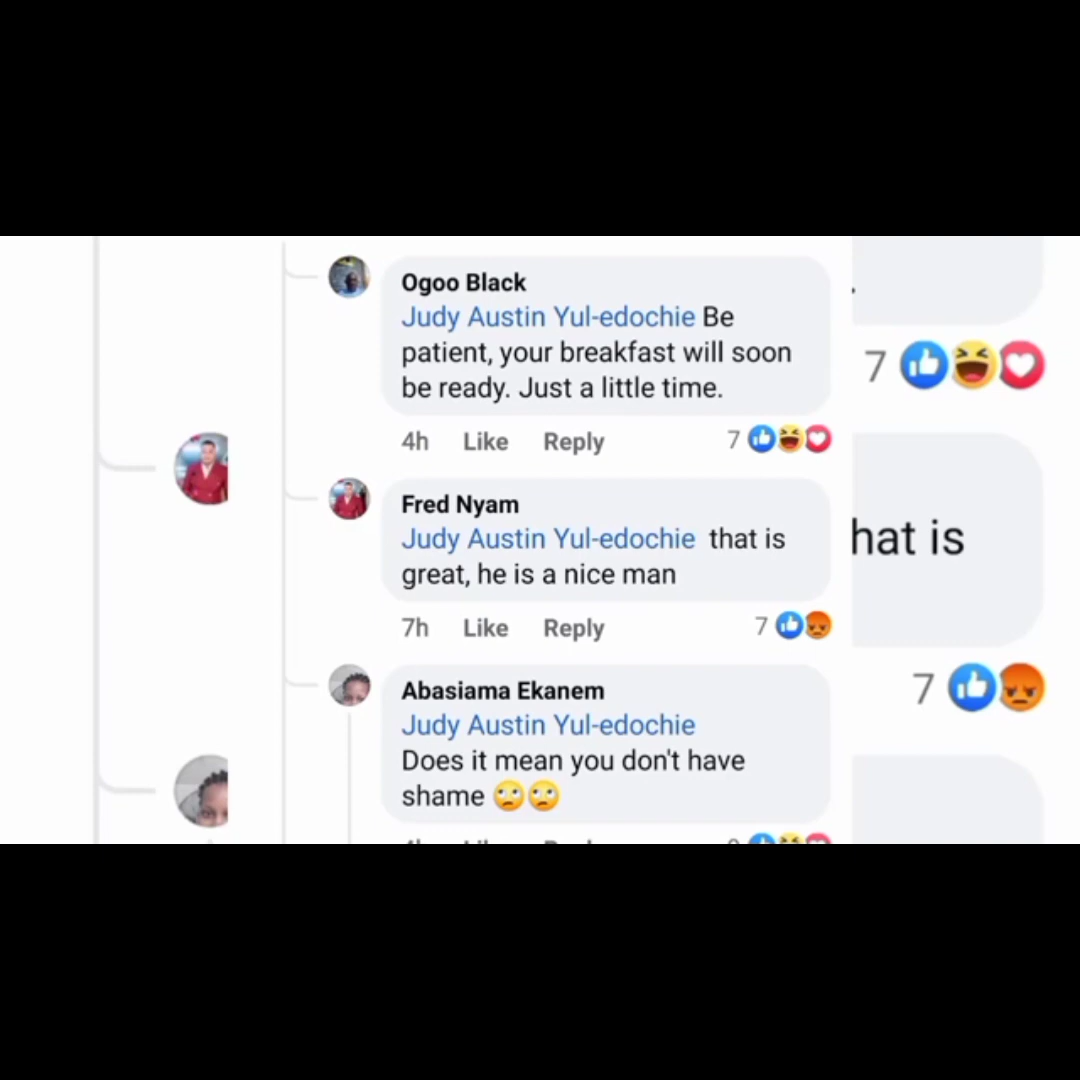 Ogoo Black
Judy Austin Yul-edochie Be
patient, your breakfast will soon
be ready. Just a little time.
4h Like Reply 7
Fred Nyam
Judy Austin Yul-edochie that is
great, he is a nice man
7h Like Reply 7
Abasiama Ekanem
Judy Austin Yul-edochie
Does it mean you don't have
shame 🙄🙄
.
7
hat is
7